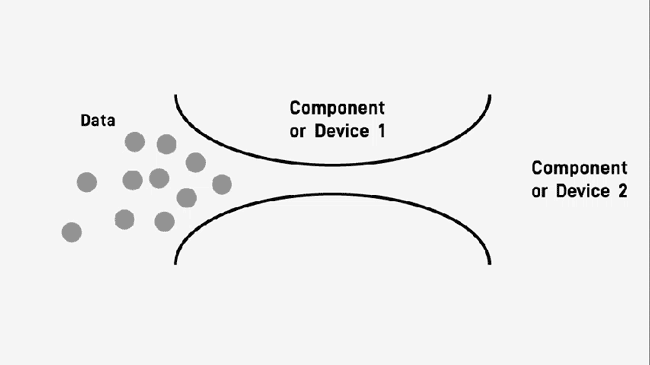 Data
Component
or Device 1
Component
or Device 2